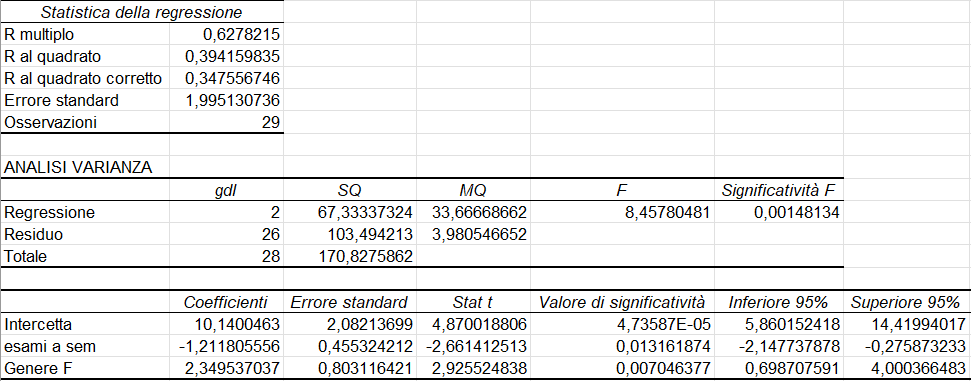 Statistica della regressione
R multiplo 0,6278215
R al quadrato 0,394159835
R al quadrato corretto 0,347556746
Errore standard 1,995130736
Osservazioni 29
ANALISI VARIANZA
gdl SQ MQ F Significatività F
Regressione 2 67,33337324 33,66668662 8,45780481 0,00148134
Residuo 26 103,494213 3,980546652
Totale 28 170,8275862
Coefficienti Errore standard Stat t Valore di significatività Inferiore 95% Superiore 95%
Intercetta 10,1400463 2,08213699 4,870018806 4,73587E-05 5,860152418 14,41994017
esami a sem -1,211805556 0,455324212 -2,661412513 0,013161874 -2,147737878 -0,275873233
Genere F 2,349537037 0,803116421 2,925524838 0,007046377 0,698707591 4,000366483